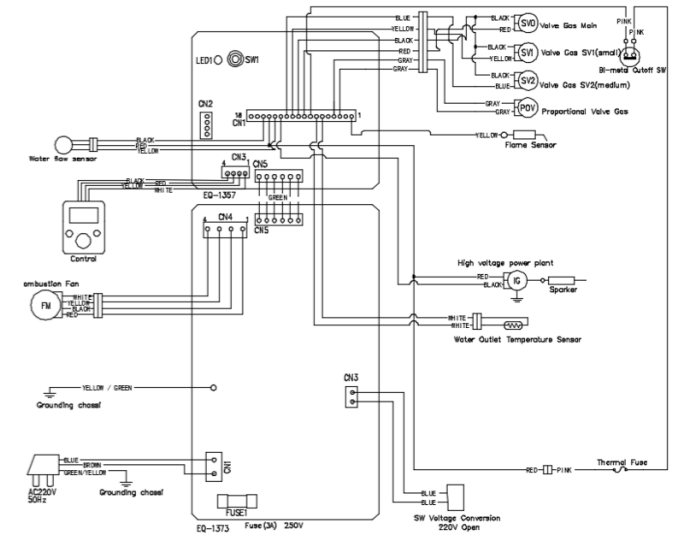 BLUE
YELLOW
BLACK
RED
GRAY
GRAY
BLACK
RED
SV0
Valve Gas Main
BLACK
YELLOW
SV1
Valve Gas SV1(small)
BLACK
BLUE
SV2
Valve Gas SV2(medium)
GRAY
GRAY
POV
Proportional Valve Gas
PINK
Bi-metal Cutoff SW
LED1
SW1
CN2
18
CN1
1
YELLOW
Flame Sensor
BLACK
RED
YELLOW
Water flow sensor
4
CN3
1
CN5
BLACK
RED
YELLOW
WHITE
EQ-1357
GREEN
CN5
Control
4
CN4
1
High voltage power plant
RED
BLACK
IG
Sparker
ombustion Fan
FM
WHITE
YELLOW
BLACK
RED
WHITE
WHITE
Water Outlet Temperature Sensor
YELLOW / GREEN
Grounding chassi
CN3
BLUE
BROWN
GREEN/YELLOW
CN1
AC220V
50Hz
Grounding chassi
RED
PINK
Thermal Fuse
BLUE
BLUE
SW Voltage Conversion
220V Open
FUSE1
EQ-1373
Fuse(3A) 250V